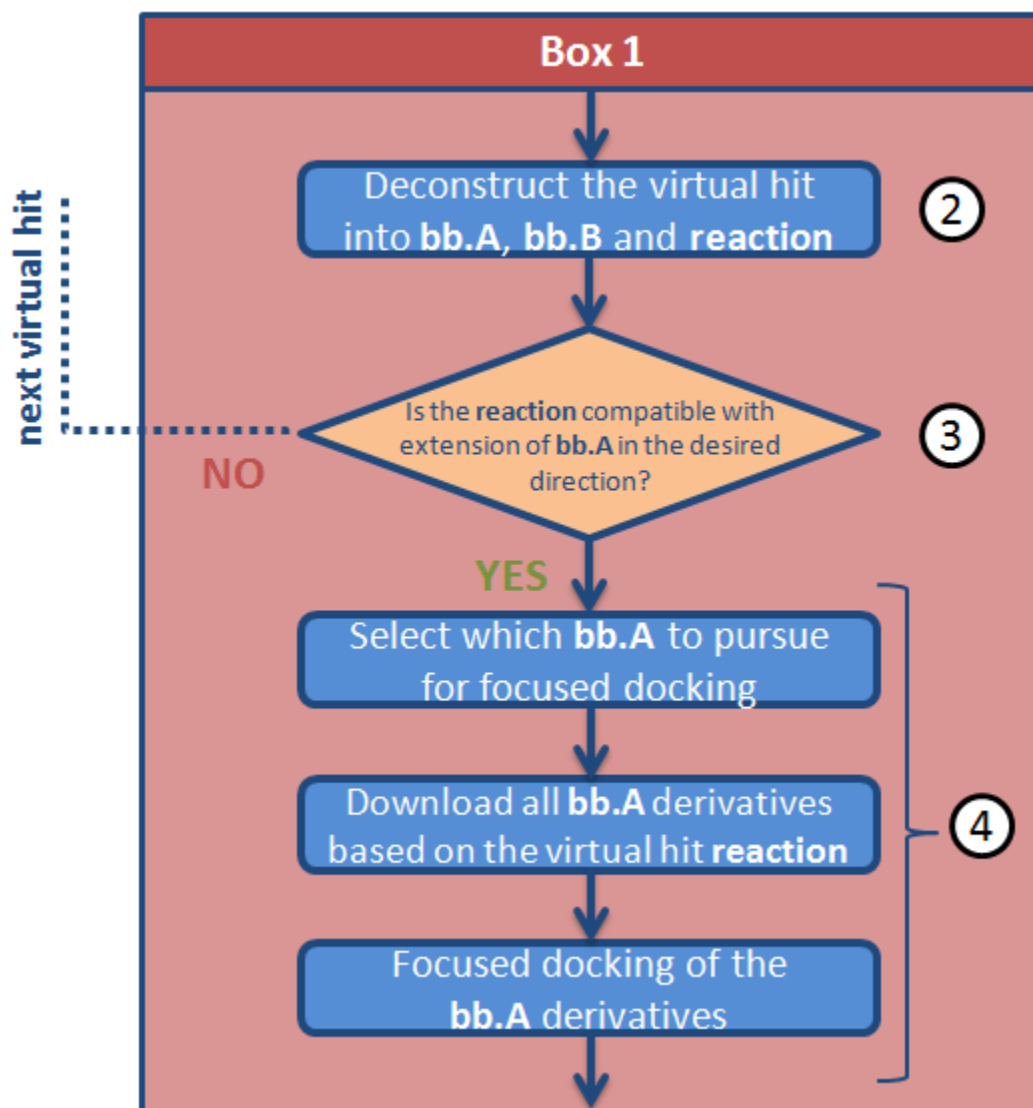 Box 1
Deconstruct the virtual hit
into bb.A, bb.B and reaction
2
next virtual hit
Is the reaction compatible with
extension of bb.A in the desired
direction?
3
NO
YES
Select which bb.A to pursue
for focused docking
Download all bb.A derivatives
based on the virtual hit reaction
4
Focused docking of the
bb.A derivatives